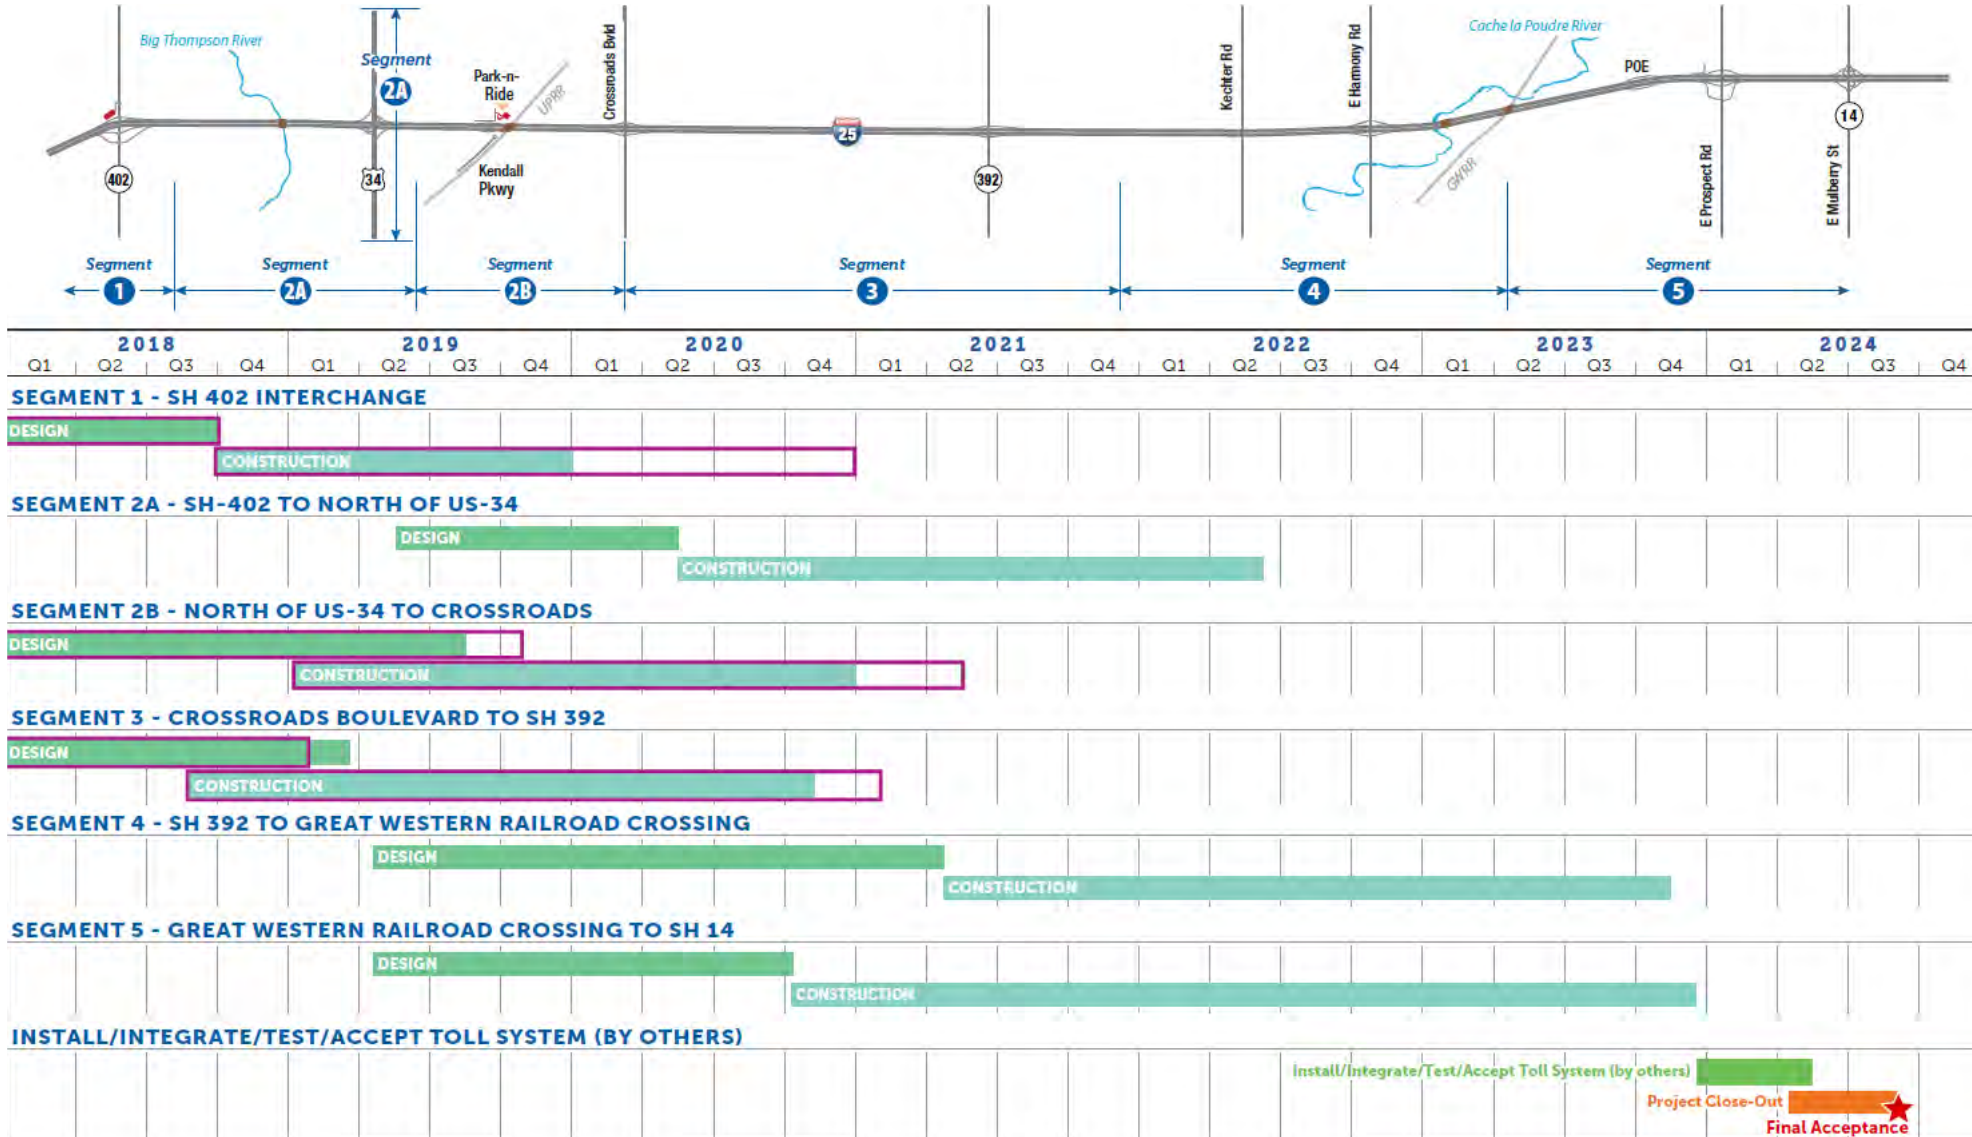 Big Thompson River
Segment
2A
Park-n-
Ride
UPRR
Crossroads Bvld
Kechter Rd
E Harmony Rd
Cache la Poudre River
POE
402
34
Kendall
Pkwy
25
392
GWRR
E Prospect Rd
E Mulberry St
14
Segment
1
Segment
2A
Segment
2B
Segment
3
Segment
4
Segment
5
2018 2019 2020 2021 2022 2023 2024
Q1 Q2 Q3 Q4 Q1 Q2 Q3 Q4 Q1 Q2 Q3 Q4 Q1 Q2 Q3 Q4 Q1 Q2 Q3 Q4 Q1 Q2 Q3 Q4 Q1 Q2 Q3 Q4
SEGMENT 1 - SH 402 INTERCHANGE
DESIGN
CONSTRUCTION
SEGMENT 2A - SH-402 TO NORTH OF US-34
DESIGN
CONSTRUCTION
SEGMENT 2B - NORTH OF US-34 TO CROSSROADS
DESIGN
CONSTRUCTION
SEGMENT 3 - CROSSROADS BOULEVARD TO SH 392
DESIGN
CONSTRUCTION
SEGMENT 4 - SH 392 TO GREAT WESTERN RAILROAD CROSSING
DESIGN
CONSTRUCTION
SEGMENT 5 - GREAT WESTERN RAILROAD CROSSING TO SH 14
DESIGN
CONSTRUCTION
INSTALL/INTEGRATE/TEST/ACCEPT TOLL SYSTEM (BY OTHERS)
Install/Integrate/Test/Accept Toll System (by others)
Project Close-Out
Final Acceptance